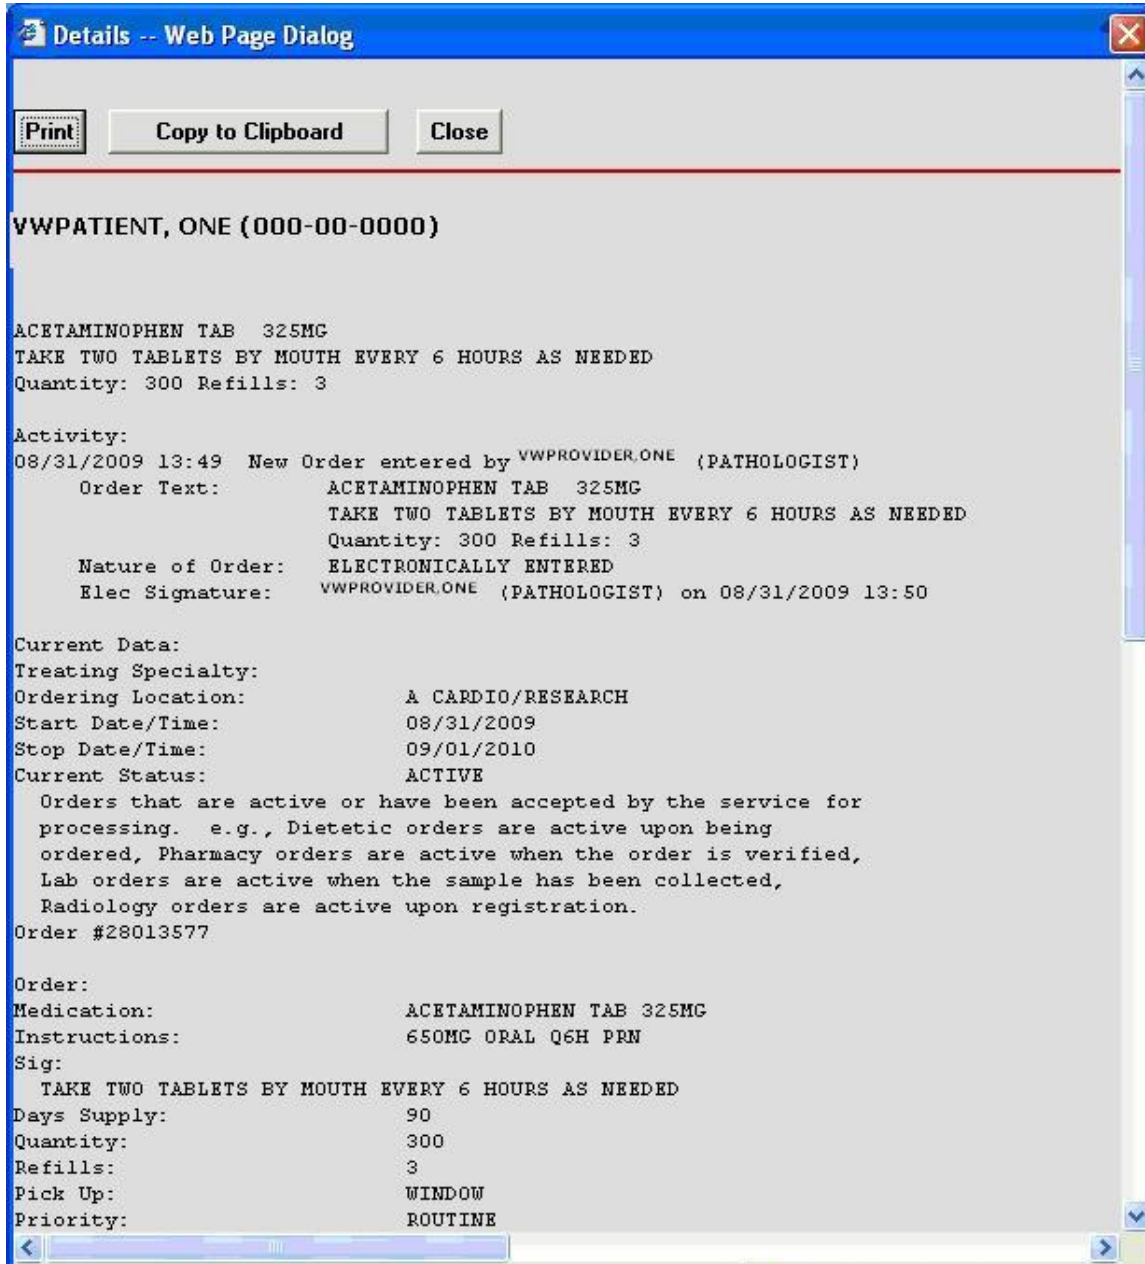 Details -- Web Page Dialog
Print Copy to Clipboard Close
VWPATIENT, ONE (000-00-0000)
ACETAMINOPHEN TAB 325MG
TAKE TWO TABLETS BY MOUTH EVERY 6 HOURS AS NEEDED
Quantity: 300 Refills: 3
Activity:
08/31/2009 13:49 New Order entered by VWPROVIDER,ONE (PATHOLOGIST)
Order Text: ACETAMINOPHEN TAB 325MG
TAKE TWO TABLETS BY MOUTH EVERY 6 HOURS AS NEEDED
Quantity: 300 Refills: 3
Nature of Order: ELECTRONICALLY ENTERED
Elec Signature: VWPROVIDER,ONE (PATHOLOGIST) on 08/31/2009 13:50
Current Data:
Treating Specialty:
Ordering Location: A CARDIO/RESEARCH
Start Date/Time: 08/31/2009
Stop Date/Time: 09/01/2010
Current Status: ACTIVE
Orders that are active or have been accepted by the service for
processing. e.g., Dietetic orders are active upon being
ordered, Pharmacy orders are active when the order is verified,
Lab orders are active when the sample has been collected,
Radiology orders are active upon registration.
Order #28013577
Order:
Medication: ACETAMINOPHEN TAB 325MG
Instructions: 650MG ORAL Q6H PRN
Sig:
TAKE TWO TABLETS BY MOUTH EVERY 6 HOURS AS NEEDED
Days Supply: 90
Quantity: 300
Refills: 3
Pick Up: WINDOW
Priority: ROUTINE